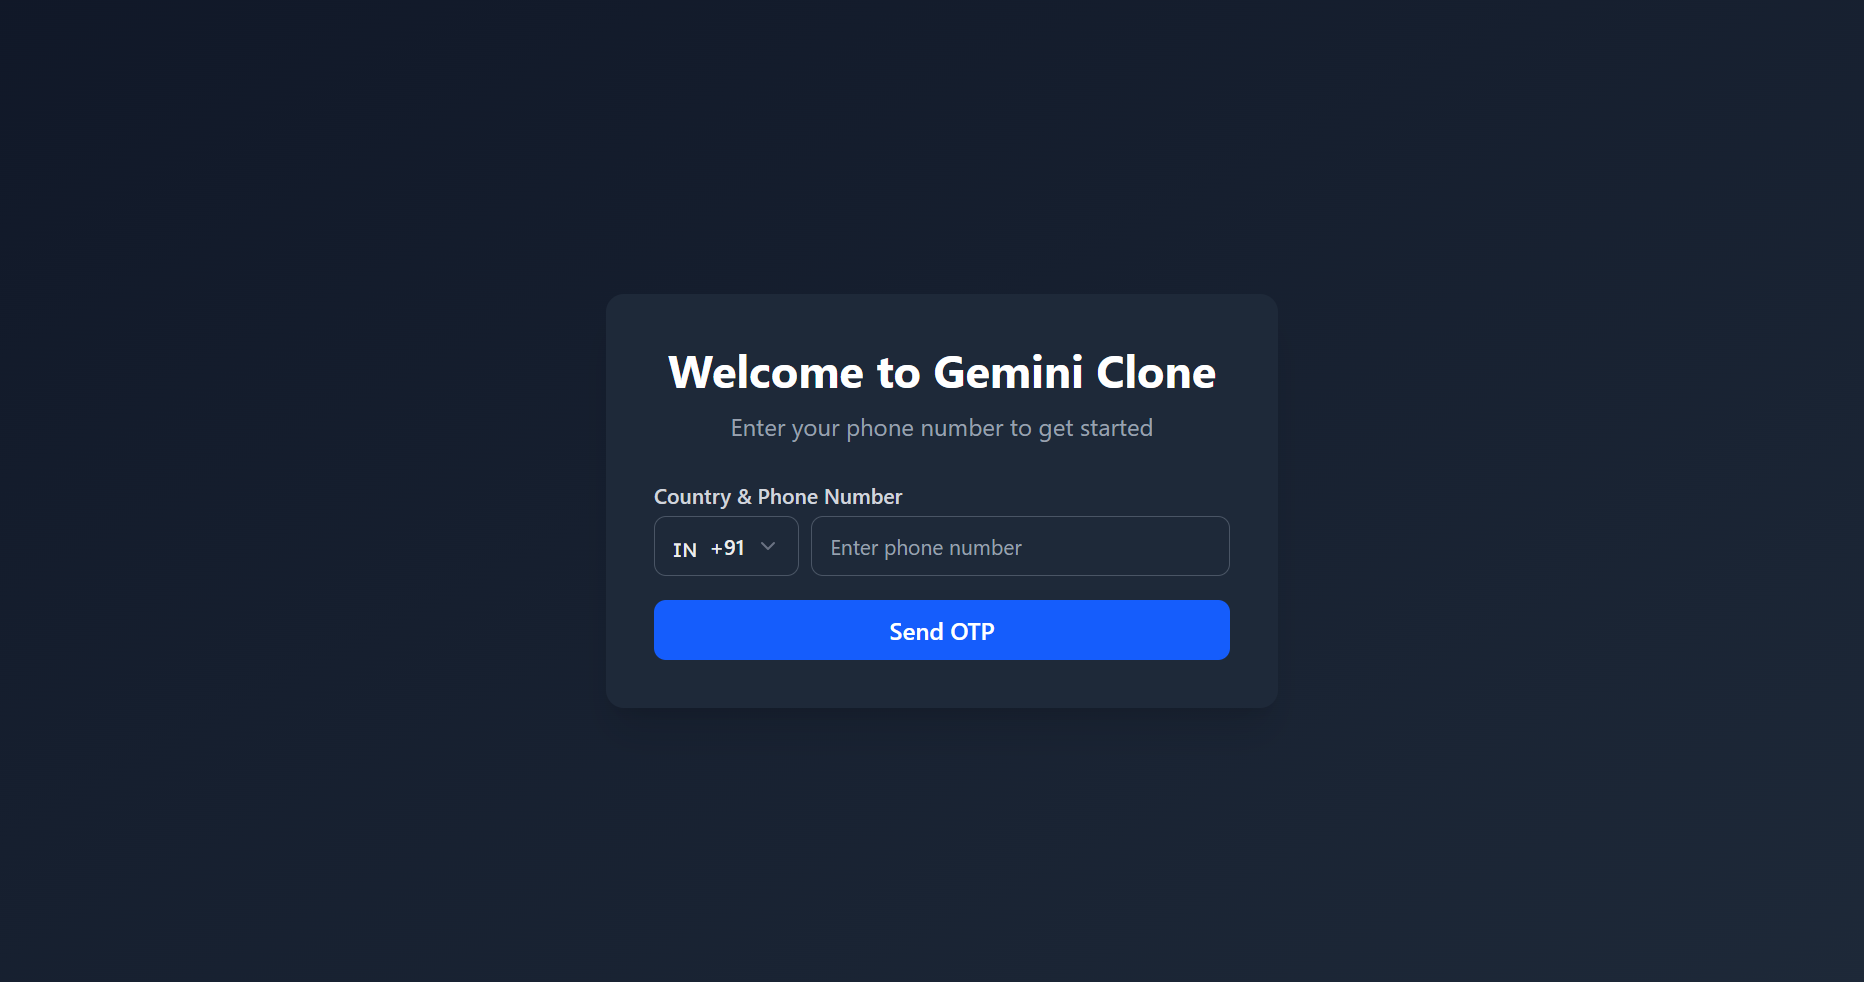 Welcome to Gemini Clone
Enter your phone number to get started
Country & Phone Number
IN +91 Enter phone number
Send OTP